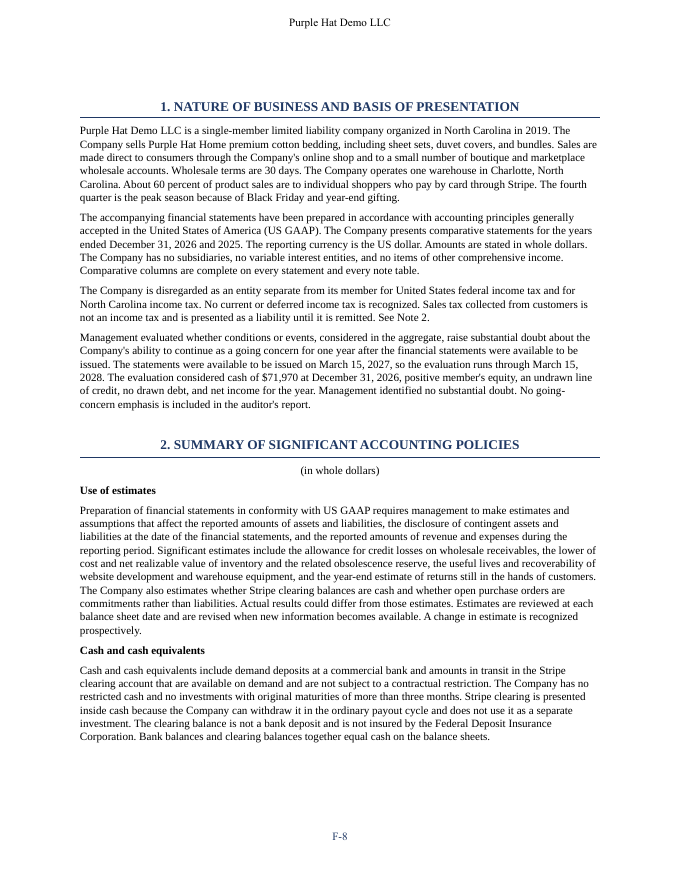 Purple Hat Demo LLC
1. NATURE OF BUSINESS AND BASIS OF PRESENTATION
Purple Hat Demo LLC is a single-member limited liability company organized in North Carolina in 2019. The
Company sells Purple Hat Home premium cotton bedding, including sheet sets, duvet covers, and bundles. Sales are
made direct to consumers through the Company's online shop and to a small number of boutique and marketplace
wholesale accounts. Wholesale terms are 30 days. The Company operates one warehouse in Charlotte, North
Carolina. About 60 percent of product sales are to individual shoppers who pay by card through Stripe. The fourth
quarter is the peak season because of Black Friday and year-end gifting.
The accompanying financial statements have been prepared in accordance with accounting principles generally
accepted in the United States of America (US GAAP). The Company presents comparative statements for the years
ended December 31, 2026 and 2025. The reporting currency is the US dollar. Amounts are stated in whole dollars.
The Company has no subsidiaries, no variable interest entities, and no items of other comprehensive income.
Comparative columns are complete on every statement and every note table.
The Company is disregarded as an entity separate from its member for United States federal income tax and for
North Carolina income tax. No current or deferred income tax is recognized. Sales tax collected from customers is
not an income tax and is presented as a liability until it is remitted. See Note 2.
Management evaluated whether conditions or events, considered in the aggregate, raise substantial doubt about the
Company's ability to continue as a going concern for one year after the financial statements were available to be
issued. The statements were available to be issued on March 15, 2027, so the evaluation runs through March 15,
2028. The evaluation considered cash of $71,970 at December 31, 2026, positive member's equity, an undrawn line
of credit, no drawn debt, and net income for the year. Management identified no substantial doubt. No going-
concern emphasis is included in the auditor's report.
2. SUMMARY OF SIGNIFICANT ACCOUNTING POLICIES
(in whole dollars)
Use of estimates
Preparation of financial statements in conformity with US GAAP requires management to make estimates and
assumptions that affect the reported amounts of assets and liabilities, the disclosure of contingent assets and
liabilities at the date of the financial statements, and the reported amounts of revenue and expenses during the
reporting period. Significant estimates include the allowance for credit losses on wholesale receivables, the lower of
cost and net realizable value of inventory and the related obsolescence reserve, the useful lives and recoverability of
website development and warehouse equipment, and the year-end estimate of returns still in the hands of customers.
The Company also estimates whether Stripe clearing balances are cash and whether open purchase orders are
commitments rather than liabilities. Actual results could differ from those estimates. Estimates are reviewed at each
balance sheet date and are revised when new information becomes available. A change in estimate is recognized
prospectively.
Cash and cash equivalents
Cash and cash equivalents include demand deposits at a commercial bank and amounts in transit in the Stripe
clearing account that are available on demand and are not subject to a contractual restriction. The Company has no
restricted cash and no investments with original maturities of more than three months. Stripe clearing is presented
inside cash because the Company can withdraw it in the ordinary payout cycle and does not use it as a separate
investment. The clearing balance is not a bank deposit and is not insured by the Federal Deposit Insurance
Corporation. Bank balances and clearing balances together equal cash on the balance sheets.
F-8